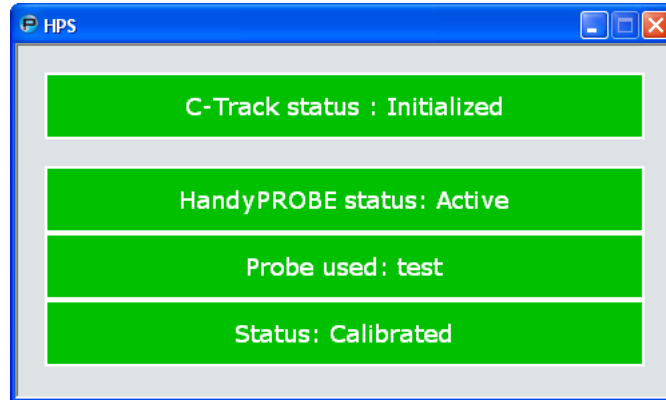 HPS
C-Track status : Initialized
HandyPROBE status: Active
Probe used: test
Status: Calibrated